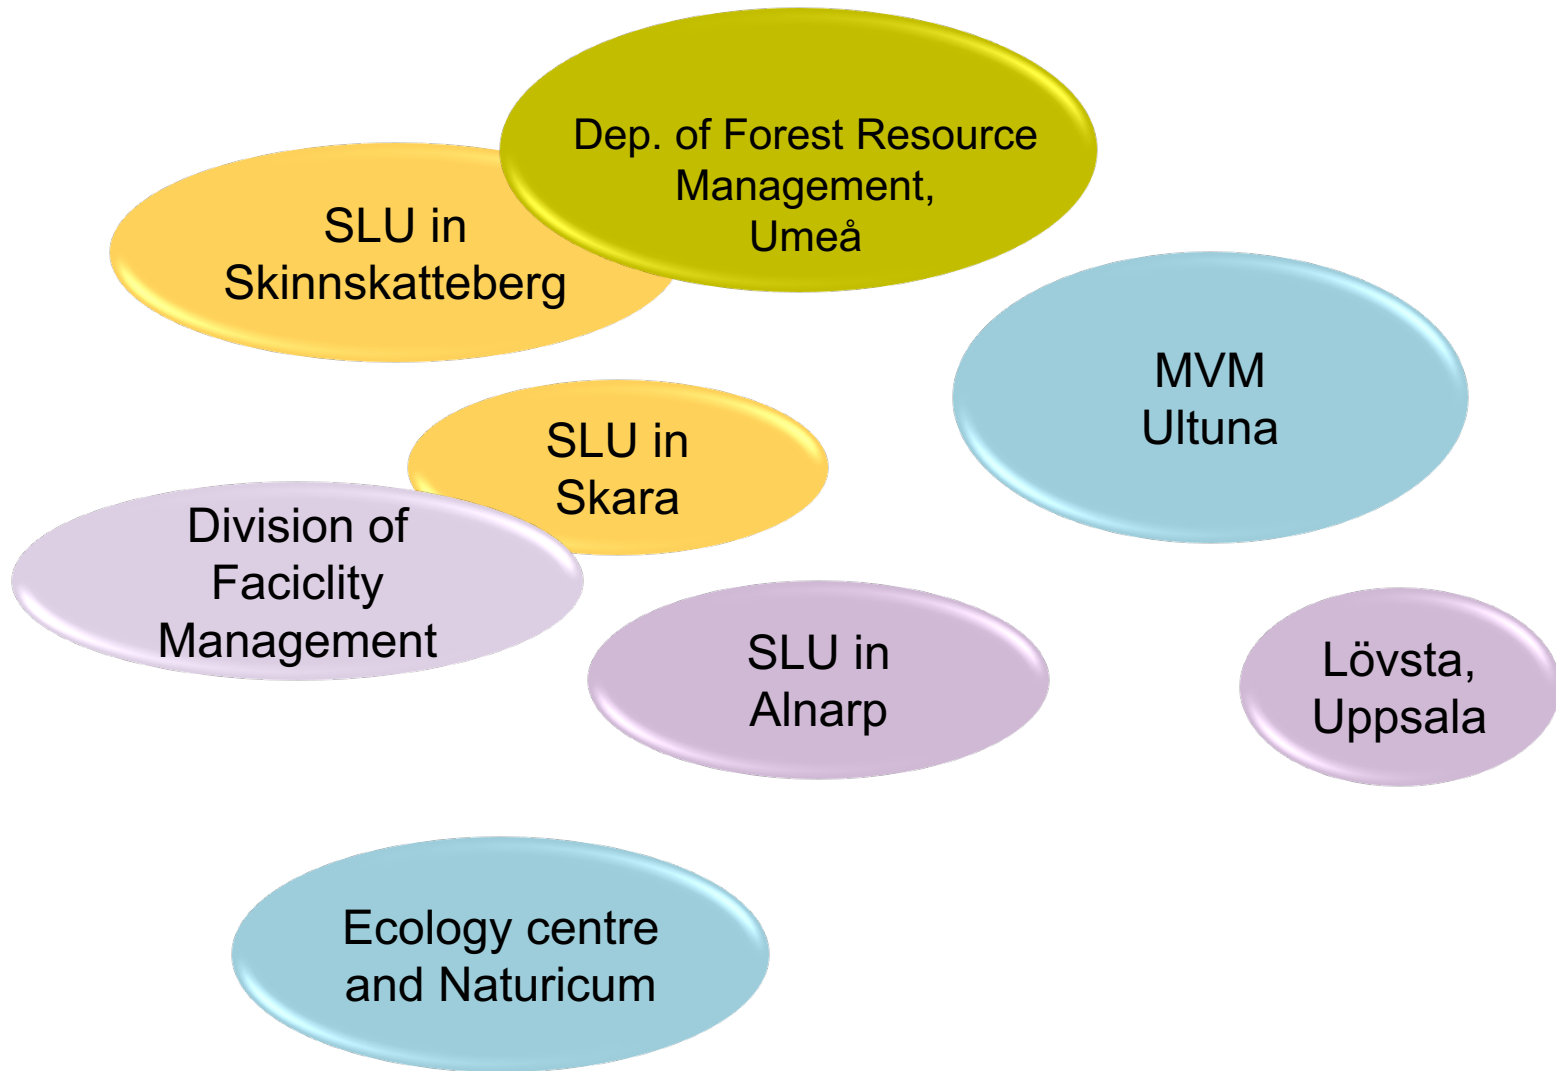 Dep. of Forest Resource
Management,
Umeå
SLU in
Skinnskatteberg
MVM
Ultuna
SLU in
Skara
Division of
Faciclity
Management
SLU in
Alnarp
Lövsta,
Uppsala
Ecology centre
and Naturicum